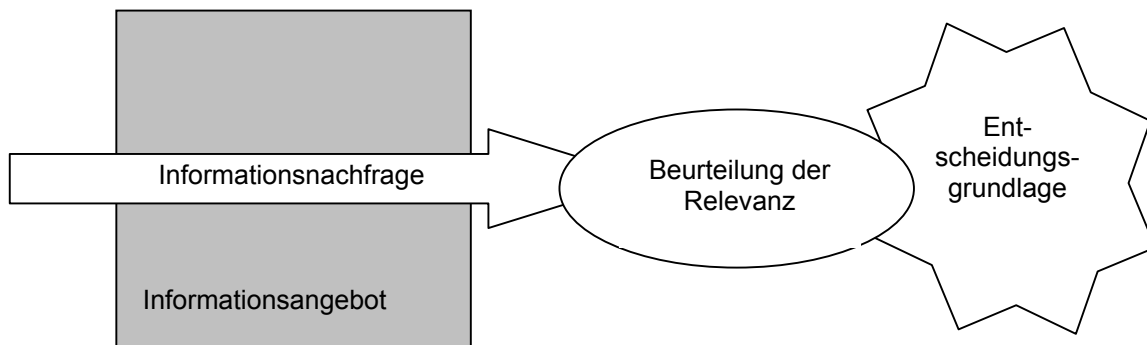 Informationsnachfrage
Informationsangebot
Beurteilung der
Relevanz
Ent-
scheidungs-
grundlage